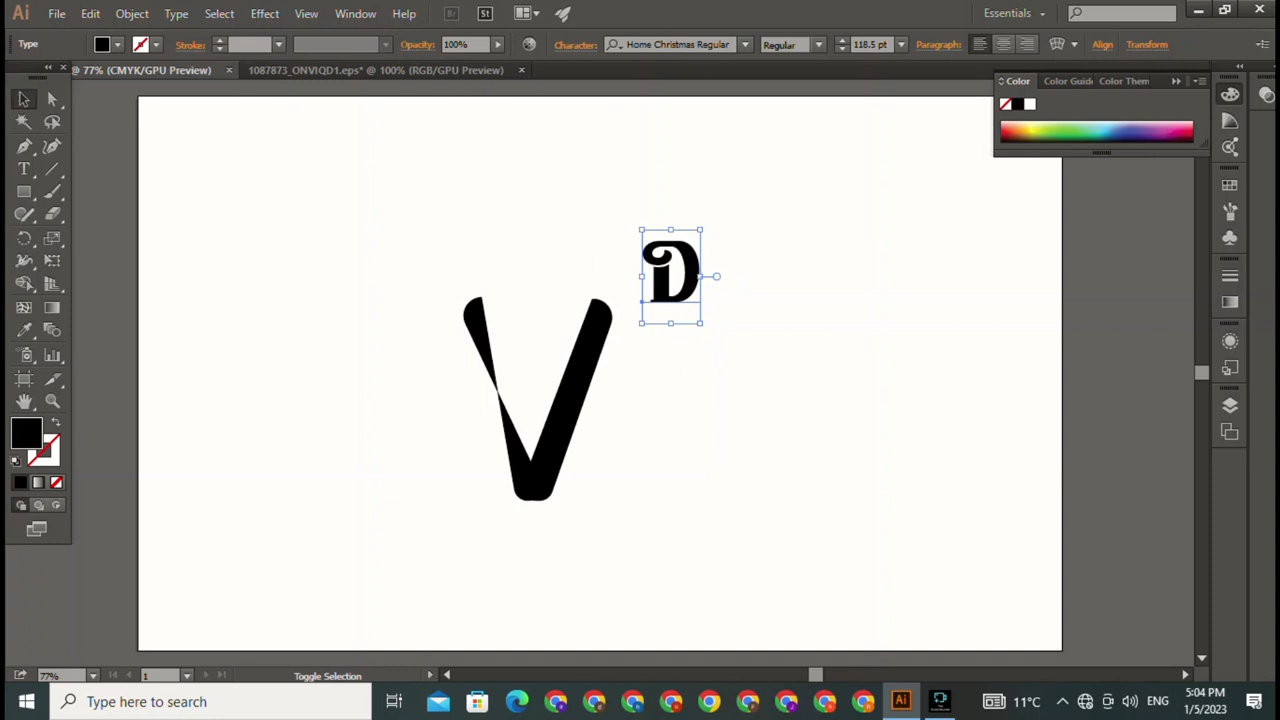 Ai File Edit Object Type Select Effect View Window Help Br St Essentials
Type Stroke: Opacity: 100% Character: Home Christmas Regular Regular 118.5 pt Paragraph: Align Transform
@ 77% (CMYK/GPU Preview) 1087873_ONVIQD1.eps* @ 100% (RGB/GPU Preview)
Color Color Guide Color Them
D
V
77% 1 Toggle Selection
Type here to search Ai 11°C ENG 5:04 PM
1/5/2023